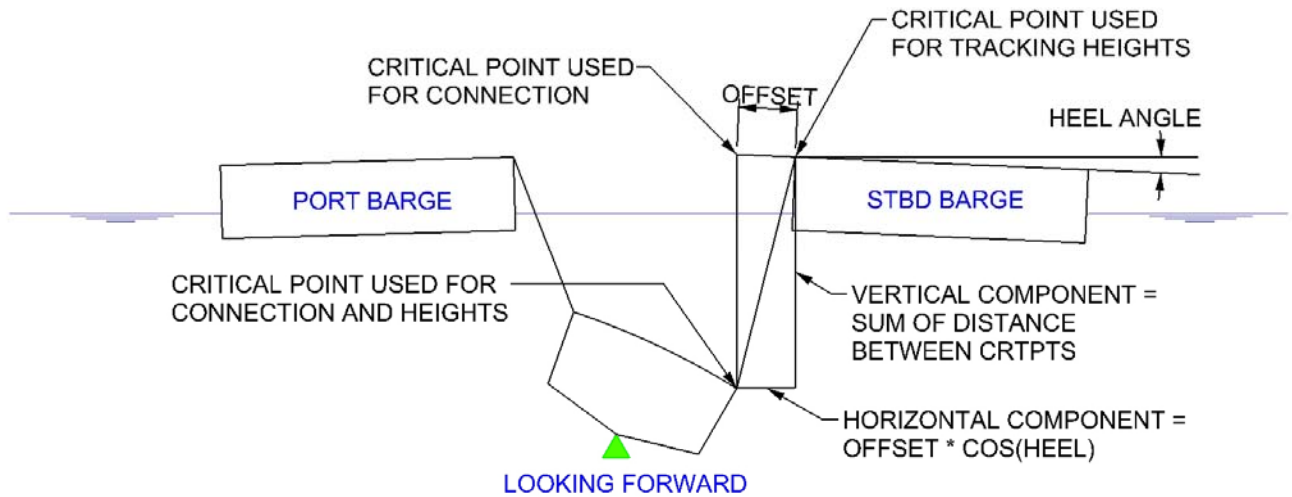 CRITICAL POINT USED
FOR TRACKING HEIGHTS
CRITICAL POINT USED
FOR CONNECTION
OFFSET
HEEL ANGLE
PORT BARGE
STBD BARGE
CRITICAL POINT USED FOR
CONNECTION AND HEIGHTS
VERTICAL COMPONENT =
SUM OF DISTANCE
BETWEEN CRTPTS
HORIZONTAL COMPONENT =
OFFSET * COS(HEEL)
LOOKING FORWARD